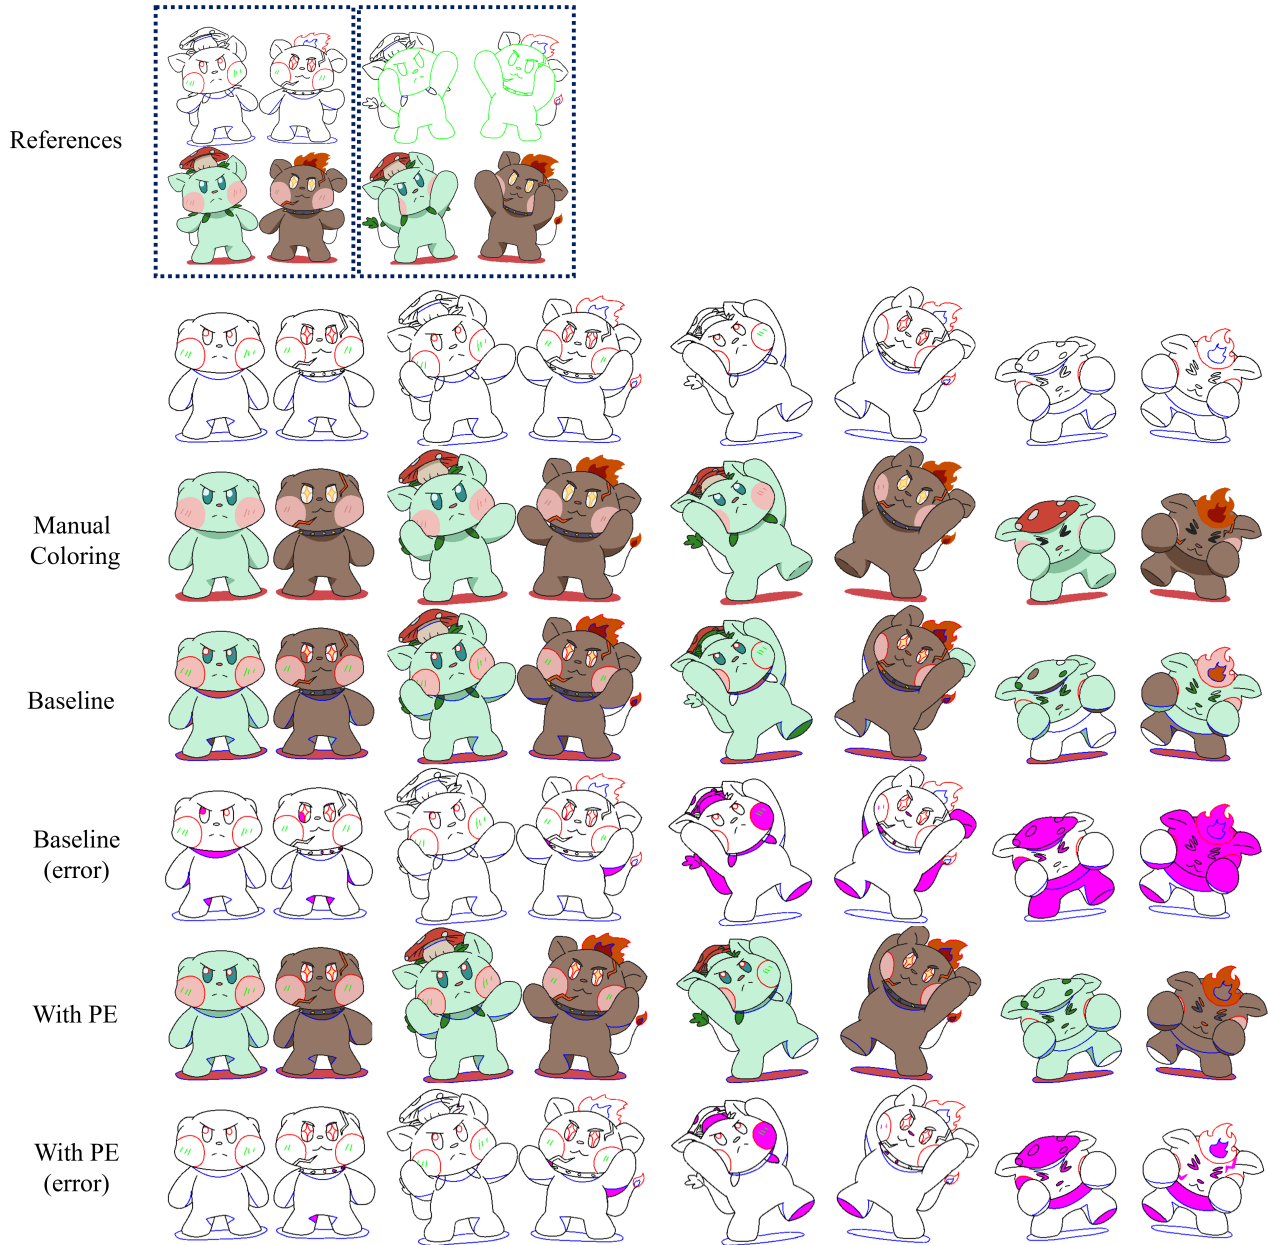 References
Manual
Coloring
Baseline
Baseline
(error)
With PE
With PE
(error)